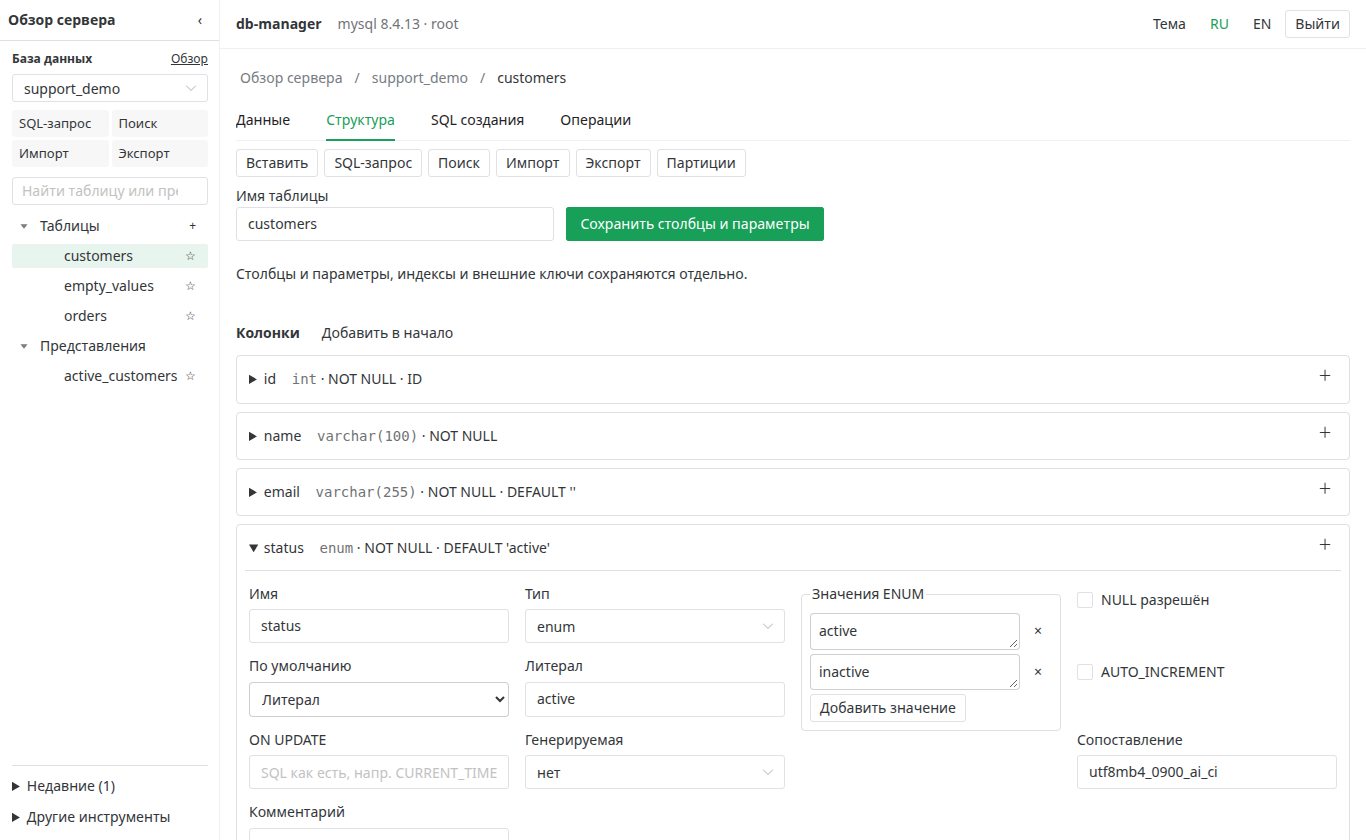 Обзор сервера ‹
База данных Обзор
support_demo
SQL-запрос Поиск
Импорт Экспорт
Найти таблицу или пре
Таблицы +
customers ☆
empty_values ☆
orders ☆
Представления
active_customers ☆
Недавние (1)
Другие инструменты
db-manager mysql 8.4.13 · root Тема RU EN Выйти
Обзор сервера / support_demo / customers
Данные Структура SQL создания Операции
Вставить SQL-запрос Поиск Импорт Экспорт Партиции
Имя таблицы
customers Сохранить столбцы и параметры
Столбцы и параметры, индексы и внешние ключи сохраняются отдельно.
Колонки Добавить в начало
id int · NOT NULL · ID +
name varchar(100) · NOT NULL +
email varchar(255) · NOT NULL · DEFAULT '' +
status enum · NOT NULL · DEFAULT 'active' +
Имя Тип Значения ENUM NULL разрешён
status enum active ×
По умолчанию Литерал inactive × AUTO_INCREMENT
Литерал active Добавить значение
ON UPDATE Генерируемая Сопоставление
SQL как есть, напр. CURRENT_TIME нет utf8mb4_0900_ai_ci
Комментарий